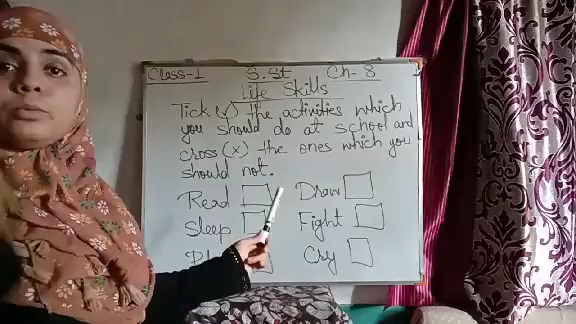 Class-1 S.St Ch-8
Life Skills
Tick (✓) The activities which
you should do at school and
cross (x) the ones which you
should not.
Read Draw
Sleep Fight
Cry